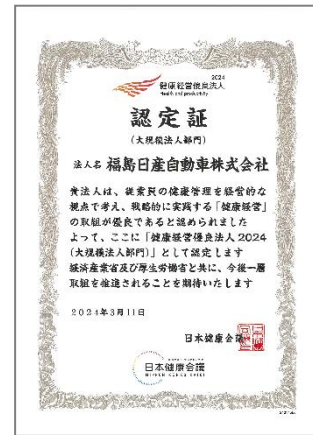 2024
健康経営優良法人
Health and productivity
認定証
(大規模法人部門)
法人名 福島日産自動車株式会社
貴法人は、従業員の健康管理を経営的な
視点で考え、戦略的に実践する「健康経営」
の取組が優良であると認められました
よって、ここに「健康経営優良法人2024
(大規模法人部門)」として認定します
経済産業省及び厚生労働省と共に、今後一層
取組を推進されることを期待いたします
2024年3月11日
日本健康会議
日本健康会議
NIPPON KENKO KAIGI